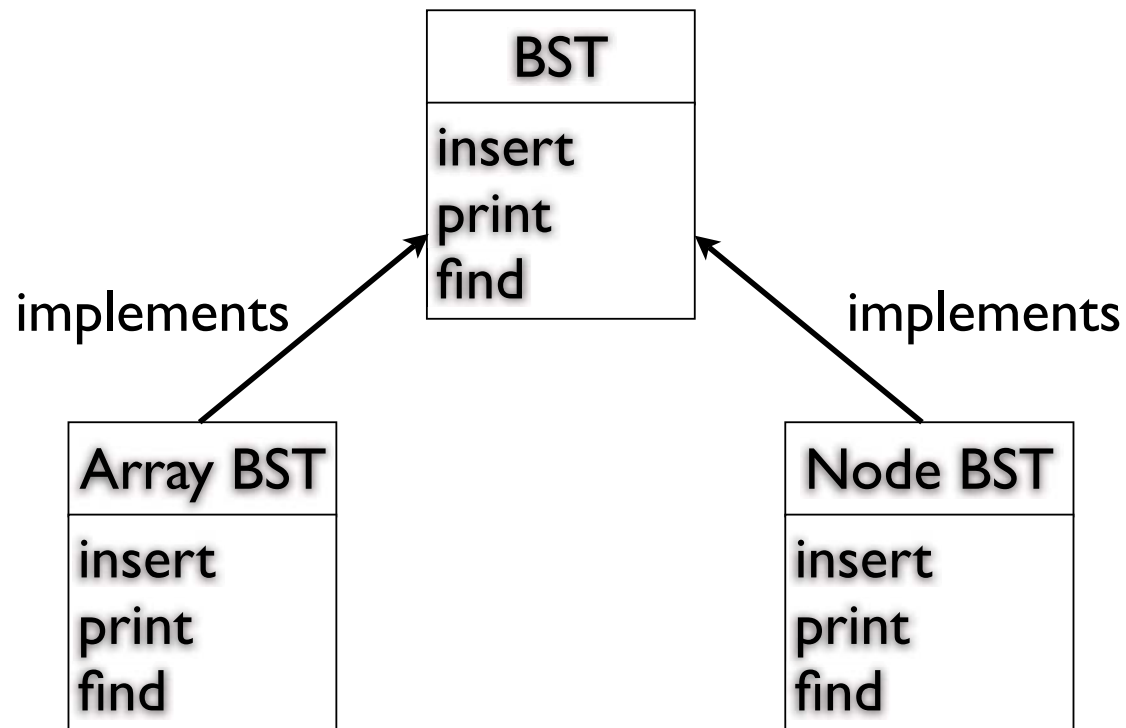 BST
insert
print
find
implements
implements
Array BST
insert
print
find
Node BST
insert
print
find